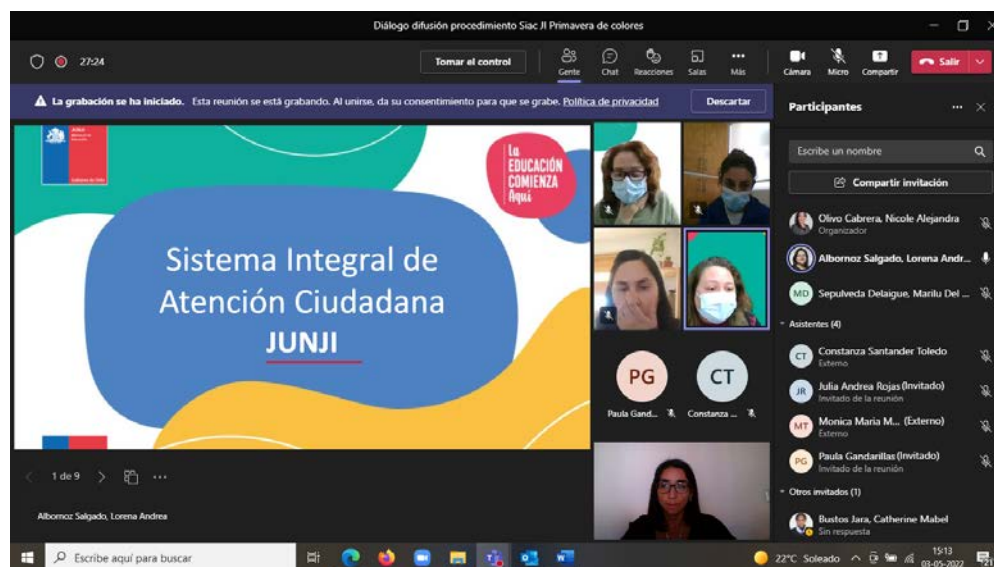 Diálogo difusión procedimiento Siac JI Primavera de colores
27:24
Tomar el control
Gente
Chat
Reacciones
Salas
Más
Cámara
Micro
Compartir
Salir
La grabación se ha iniciado. Esta reunión se está grabando. Al unirse, da su consentimiento para que se grabe. Política de privacidad
Descartar
JUNJI
La
EDUCACIÓN
COMIENZA
Aquí
Sistema Integral de
Atención Ciudadana
JUNJI
1 de 9
Albornoz Salgado, Lorena Andrea
PG
CT
Paula Gand...
Constanza ...
Participantes
Escribe un nombre
Compartir invitación
Olivo Cabrera, Nicole Alejandra
Organizador
Albornoz Salgado, Lorena Andr...
MD
Sepulveda Delaigue, Marilu Del ...
Asistentes (4)
CT
Constanza Santander Toledo
Externo
JR
Julia Andrea Rojas (Invitado)
Invitado de la reunión
MT
Monica Maria M... (Externo)
Externo
PG
Paula Gandarillas (Invitado)
Invitado de la reunión
Otros invitados (1)
Bustos Jara, Catherine Mabel
Sin respuesta
Escribe aquí para buscar
22°C Soleado
15:13
03-05-2022